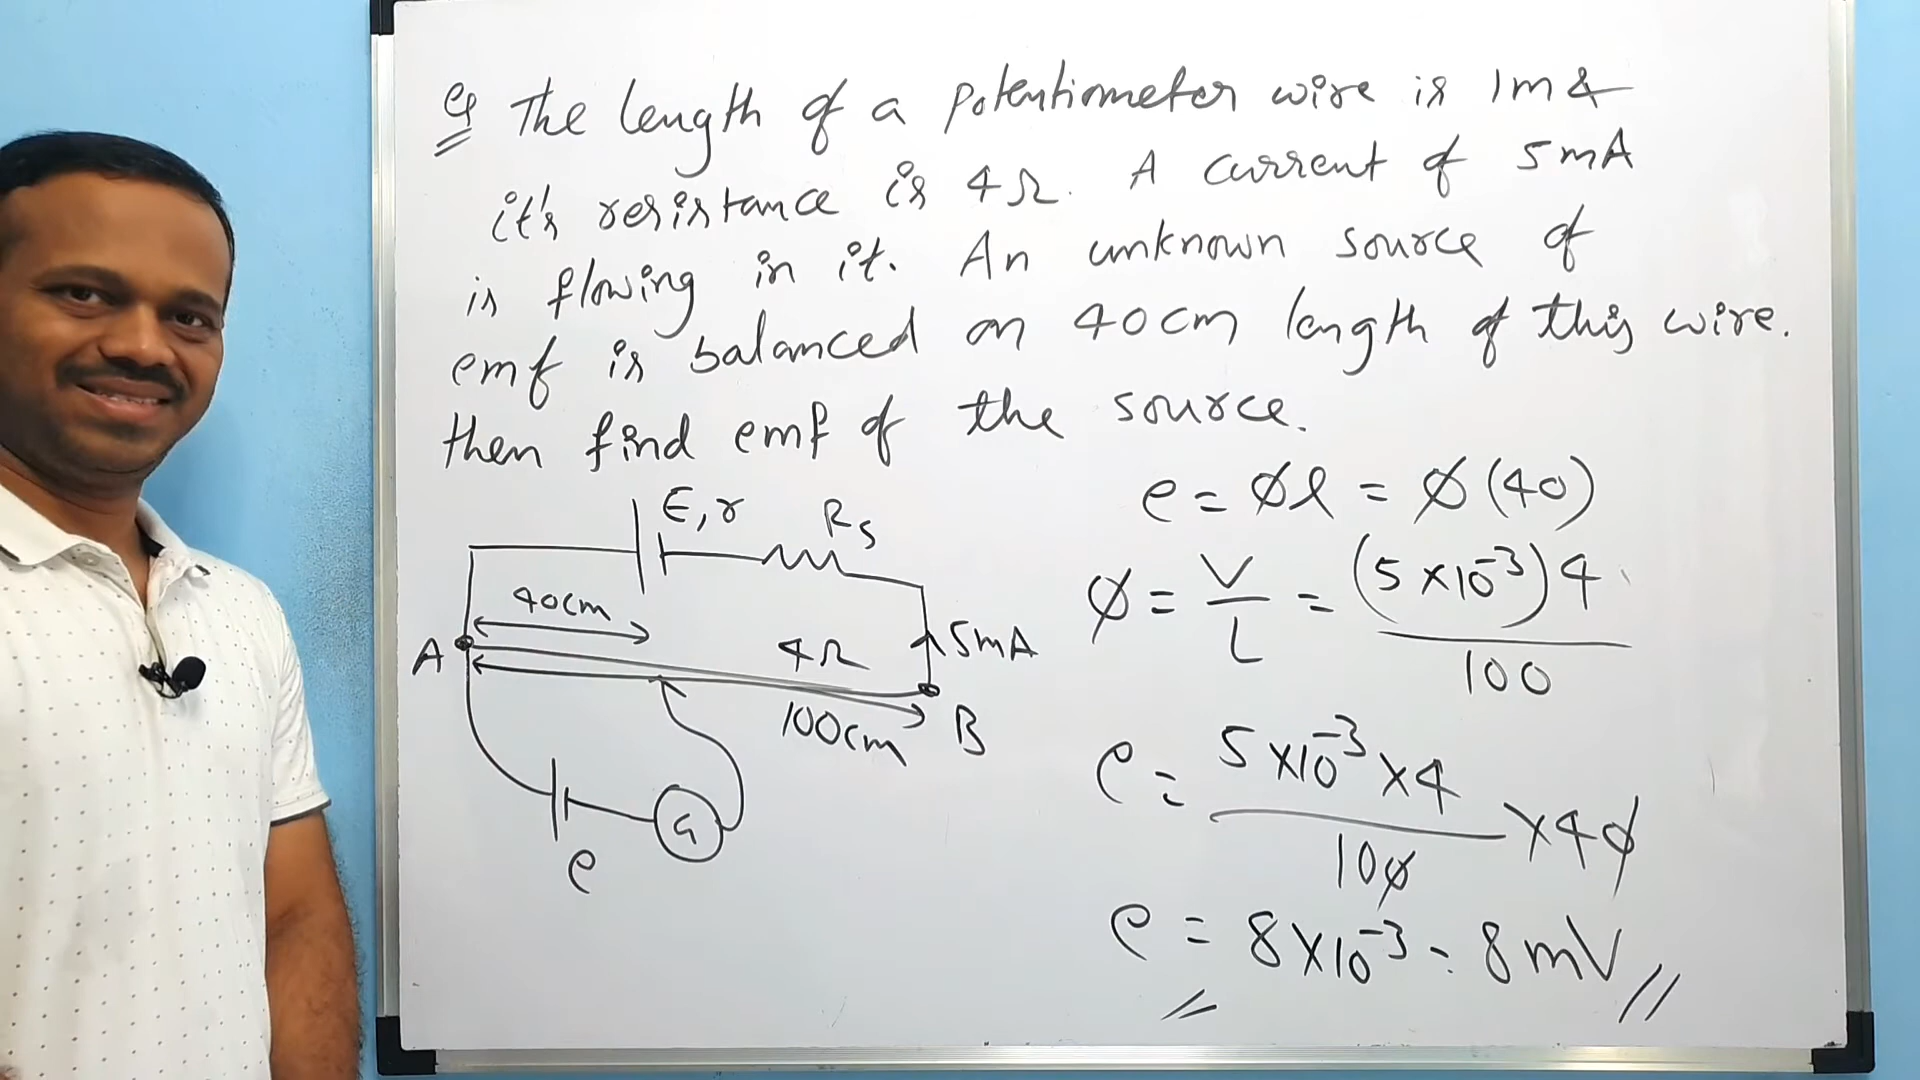 Q The length of a potentiometer wire is 1m &
it's resistance is 4Ω. A current of 5mA
is flowing in it. An unknown source of
emf is balanced on 40cm length of this wire.
then find emf of the source.
E, r
Rs
40cm
4Ω
5mA
A
100cm
B
G
e
e = ϕl = ϕ(40)
ϕ = V/L = (5×10⁻³)4/100
e = 5×10⁻³×4/100 ×40
e = 8×10⁻³ = 8mV //